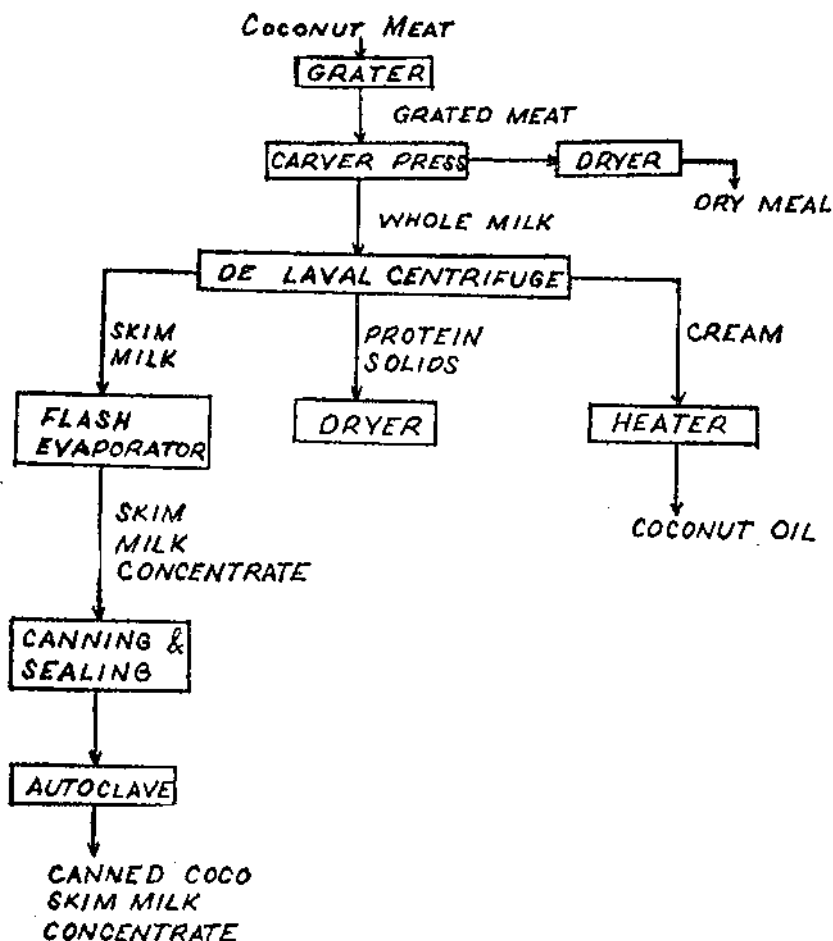 COCONUT MEAT
GRATER
GRATED MEAT
CARVER PRESS
DRYER
DRY MEAL
WHOLE MILK
DE LAVAL CENTRIFUGE
SKIM
MILK
PROTEIN
SOLIDS
CREAM
FLASH
EVAPORATOR
DRYER
HEATER
SKIM
MILK
CONCENTRATE
COCONUT OIL
CANNING &
SEALING
AUTOCLAVE
CANNED COCO
SKIM MILK
CONCENTRATE